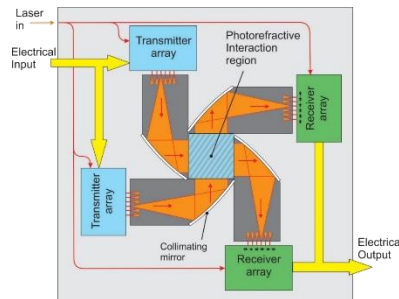 Laser
in
Electrical
Input
Transmitter
array
Photorefractive
Interaction
region
Receiver
array
Transmitter
array
Collimating
mirror
Receiver
array
Electrical
Output